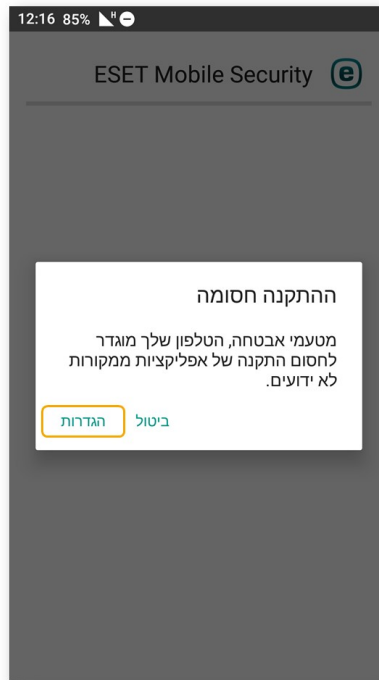 12:16 85% H
ESET Mobile Security e
ההתקנה חסומה
מטעמי אבטחה, הטלפון שלך מוגדר
לחסום התקנה של אפליקציות ממקורות
לא ידועים.
ביטול הגדרות